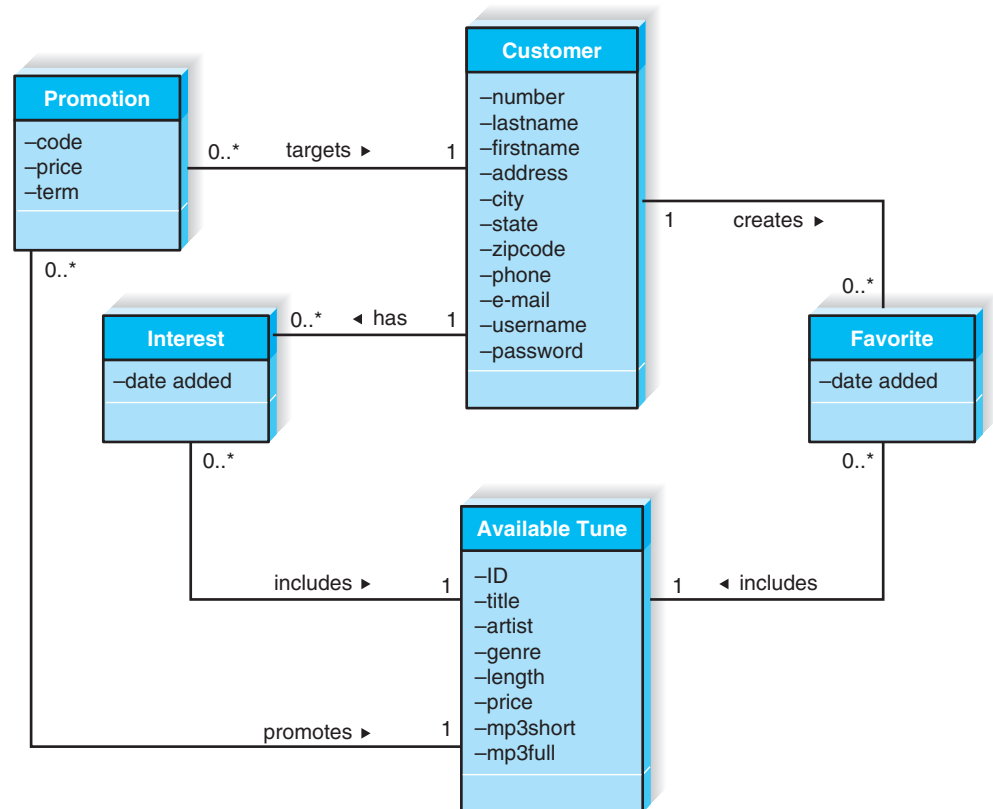 Customer
–number
–lastname
–firstname
–address
–city
–state
–zipcode
–phone
–e-mail
–username
–password
Promotion
–code
–price
–term
0..* targets ► 1
1 creates ►
0..*
0..*
0..* ◄ has 1
Interest
–date added
Favorite
–date added
0..*
0..*
Available Tune
–ID
–title
–artist
–genre
–length
–price
–mp3short
–mp3full
includes ► 1
1 ◄ includes
promotes ► 1